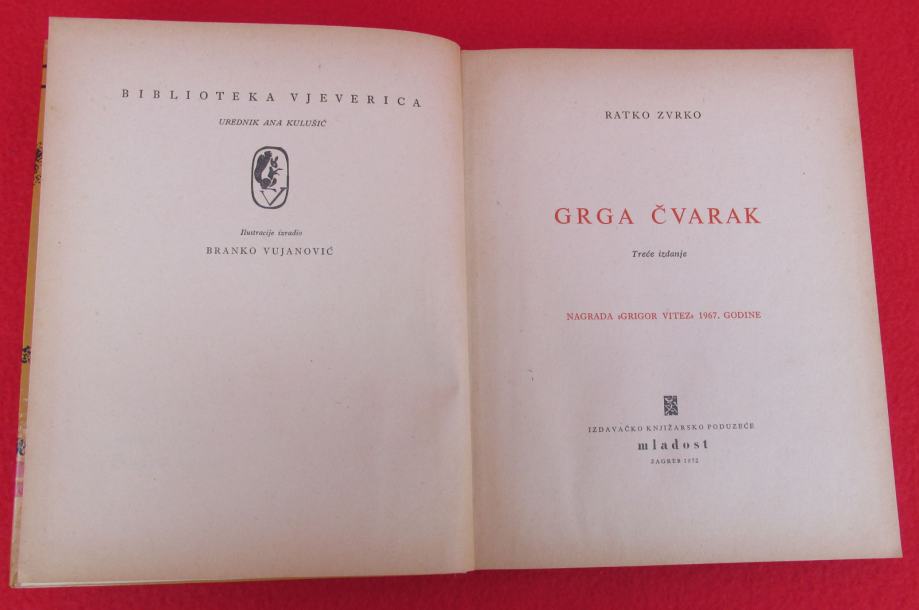 BIBLIOTEKA VJEVERICA
UREDNIK ANA KULUŠIĆ
V
Ilustracije izradio
BRANKO VUJANOVIĆ
RATKO ZVRKO
GRGA ČVARAK
Treće izdanje
NAGRADA »GRIGOR VITEZ« 1967. GODINE
IZDAVAČKO KNJIŽARSKO PODUZEĆE
mladost
ZAGREB 1972